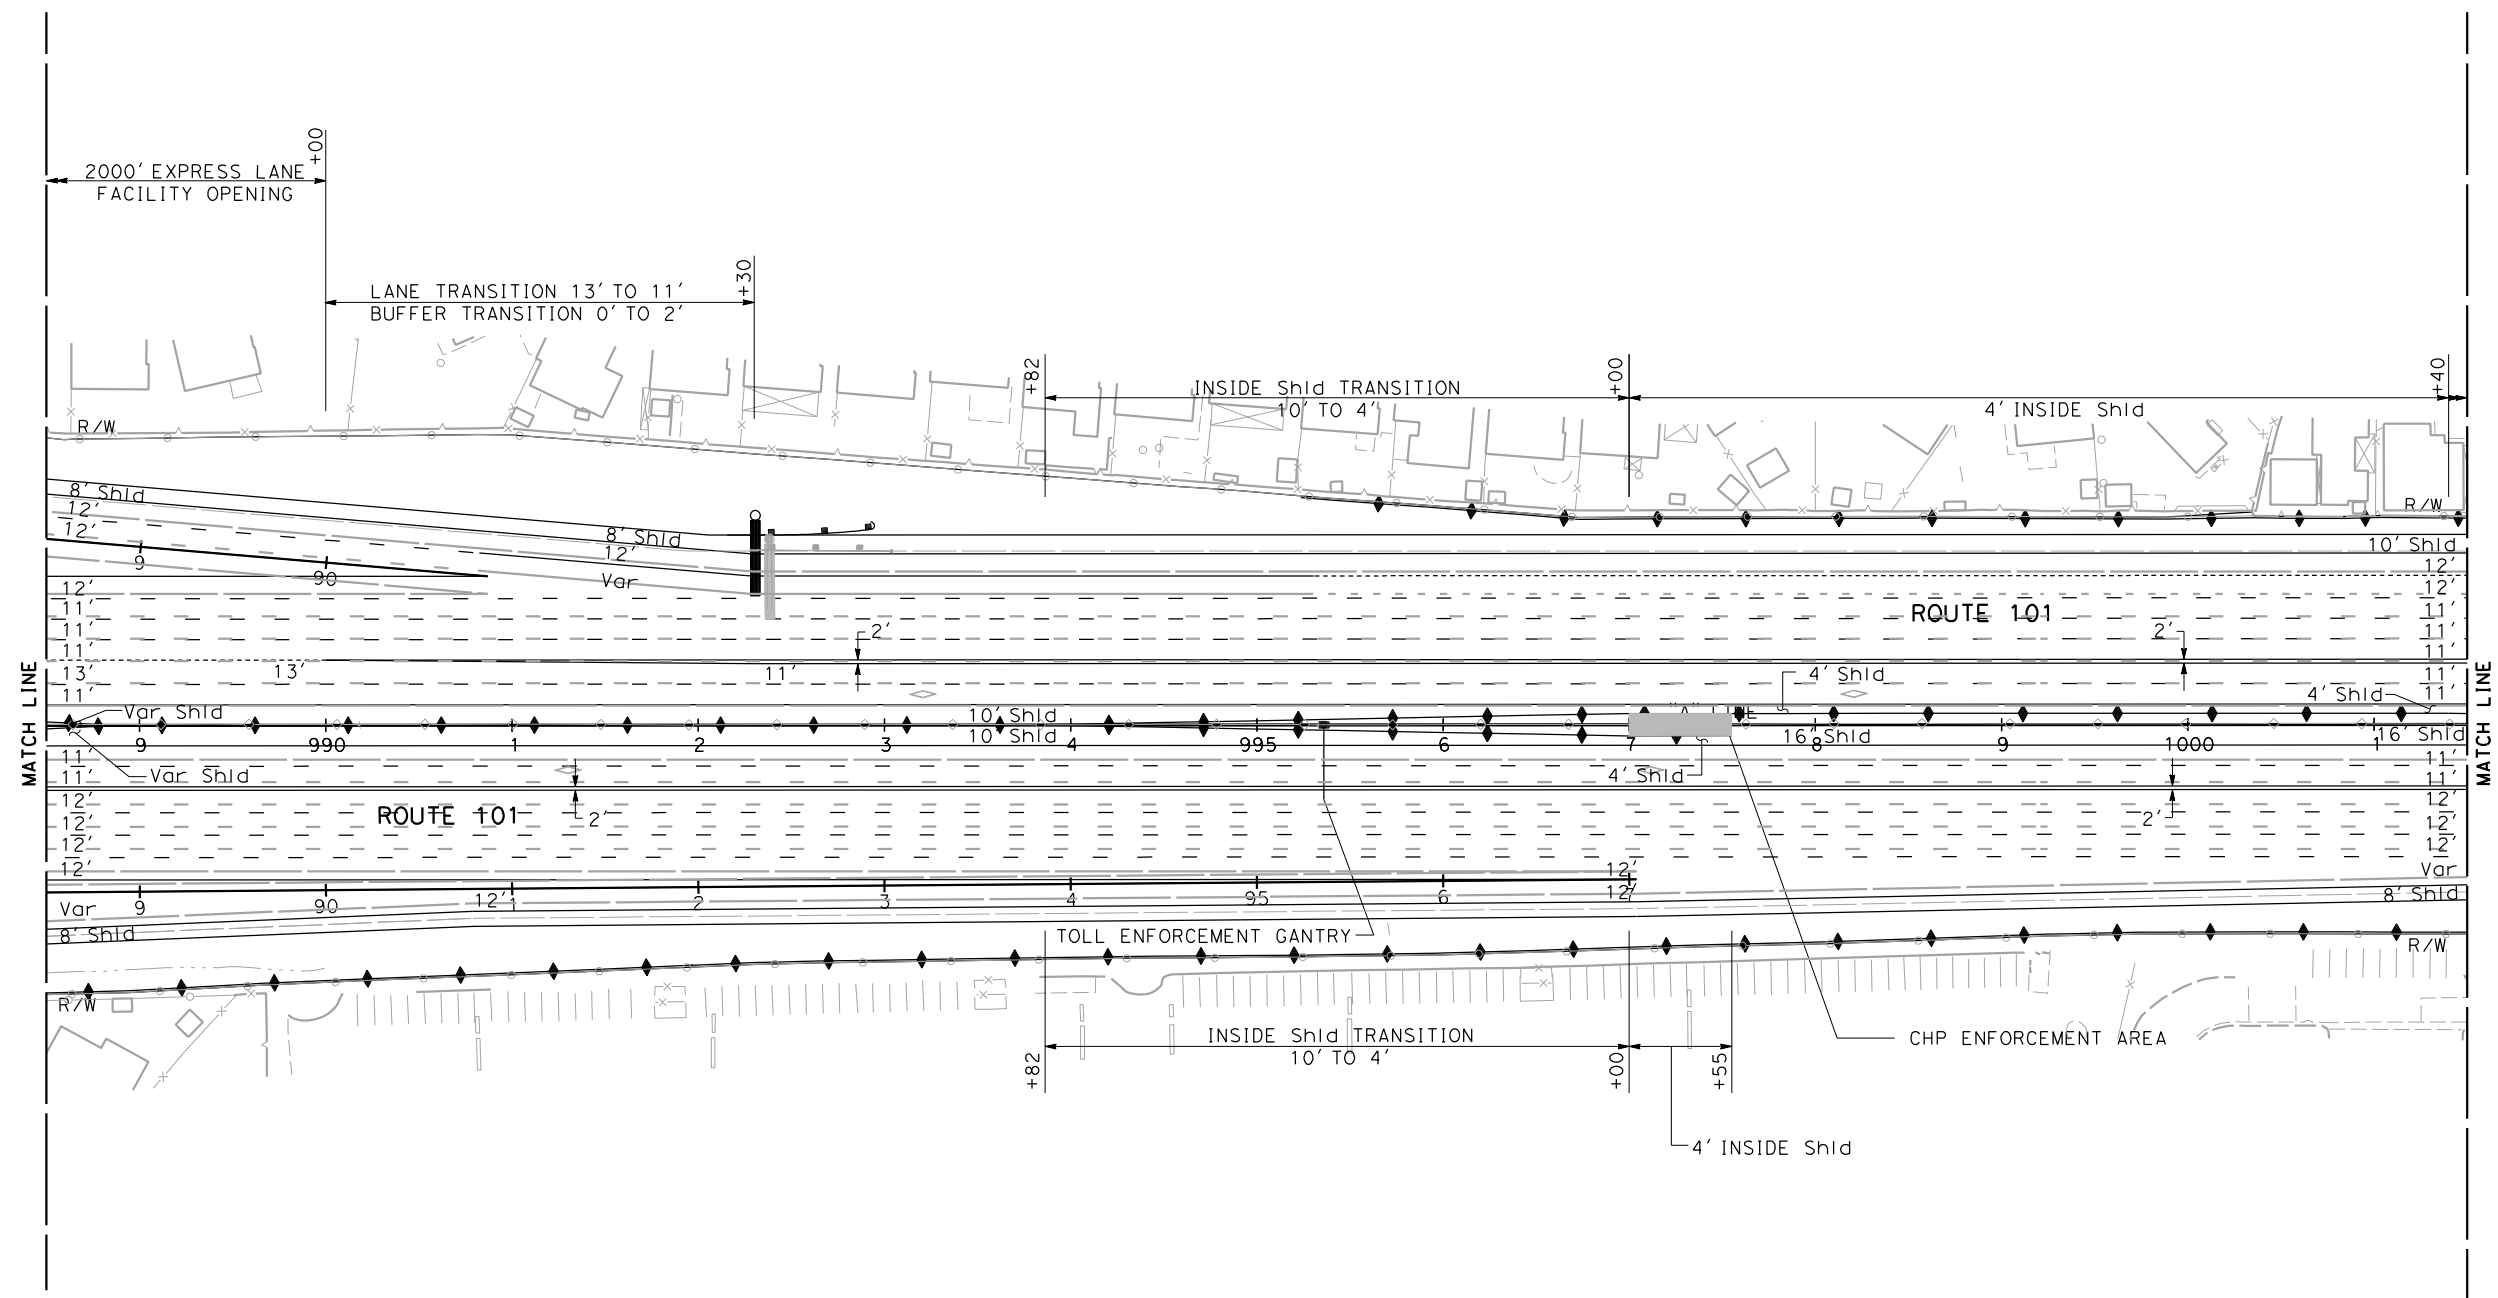 +00
2000' EXPRESS LANE
FACILITY OPENING
+30
LANE TRANSITION 13' TO 11'
BUFFER TRANSITION 0' TO 2'
+82
INSIDE Shld TRANSITION
10' TO 4'
+00
4' INSIDE Shld
+40
R/W
R/W
8' Shld
12'
12'
8' Shld
12'
Var
10' Shld
12'
12'
9
90
12'
11'
11'
11'
13'
11'
13'
11'
2'
ROUTE 101
2'
11'
11'
11'
11'
11'
4' Shld
4' Shld
MATCH LINE
MATCH LINE
Var Shld
10' Shld
10' Shld
16' Shld
16' Shld
9 990 1 2 3 4 995 6 7 8 9 1000 1
Var Shld
4' Shld
11'
11'
12'
12'
12'
12'
ROUTE 101
2'
2'
11'
11'
12'
12'
12'
Var
8' Shld
12'
12'
12'
Var
8' Shld
9 90 1 2 3 4 95 6 7
TOLL ENFORCEMENT GANTRY
R/W
R/W
INSIDE Shld TRANSITION
10' TO 4'
+82
+00
+55
CHP ENFORCEMENT AREA
4' INSIDE Shld